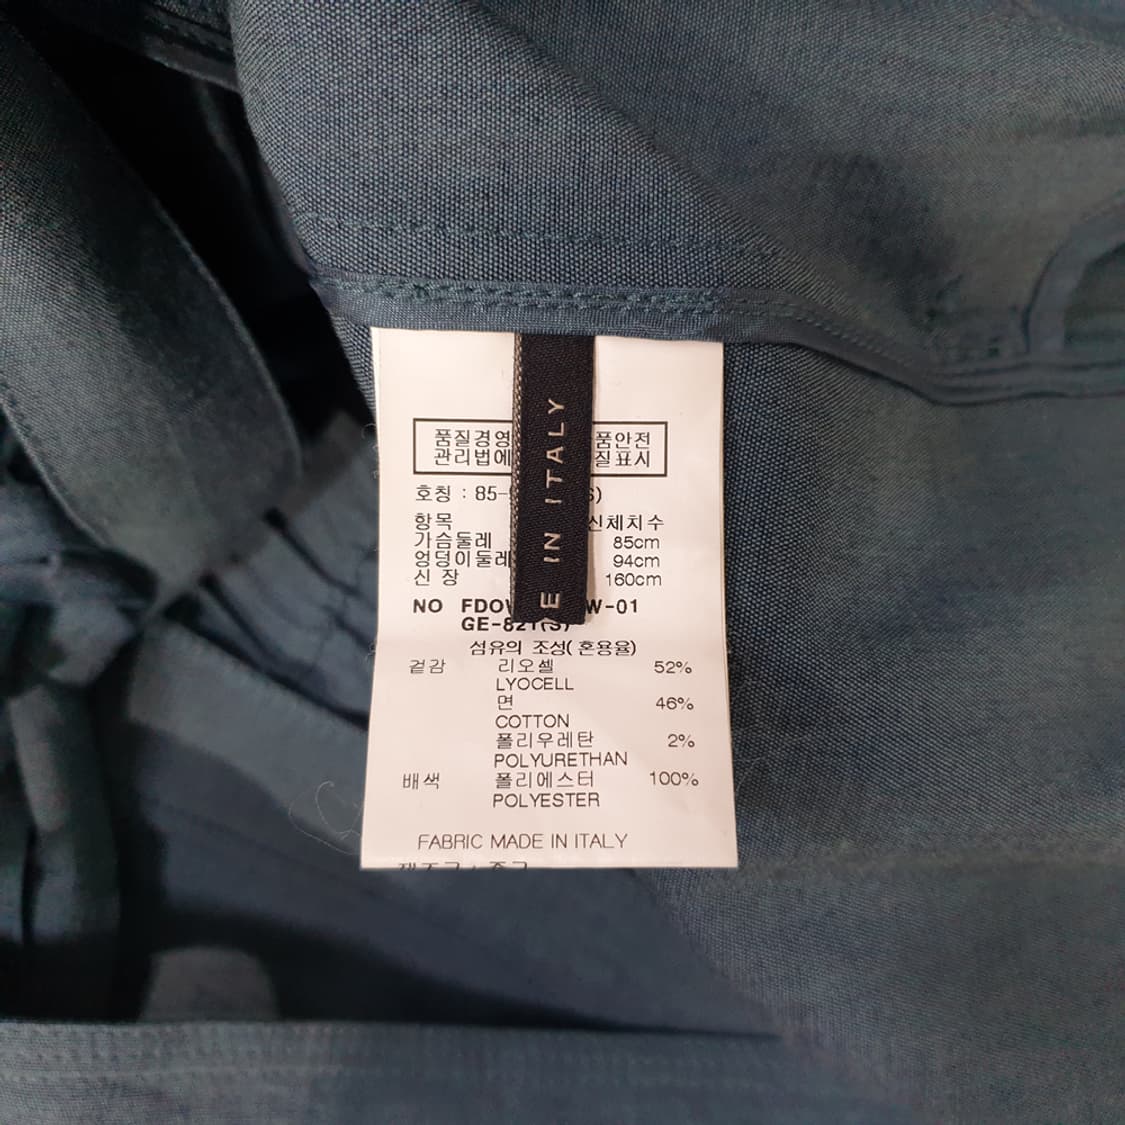 품질경영 품안전
관리법에 질표시
호칭 : 85- S)
항목 신체치수
가슴둘레 85cm
엉덩이둘레 94cm
신 장 160cm
NO FDOW W-01
GE-821(S)
섬유의 조성( 혼용율)
겉감 리오셀 52%
LYOCELL
면 46%
COTTON
폴리우레탄 2%
POLYURETHAN
배색 폴리에스터 100%
POLYESTER
FABRIC MADE IN ITALY
E IN ITALY